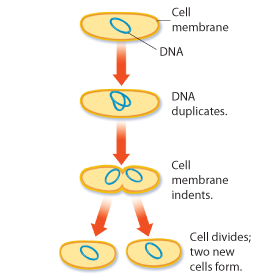 Cell
membrane
DNA
DNA
duplicates.
Cell
membrane
indents.
Cell divides;
two new
cells form.